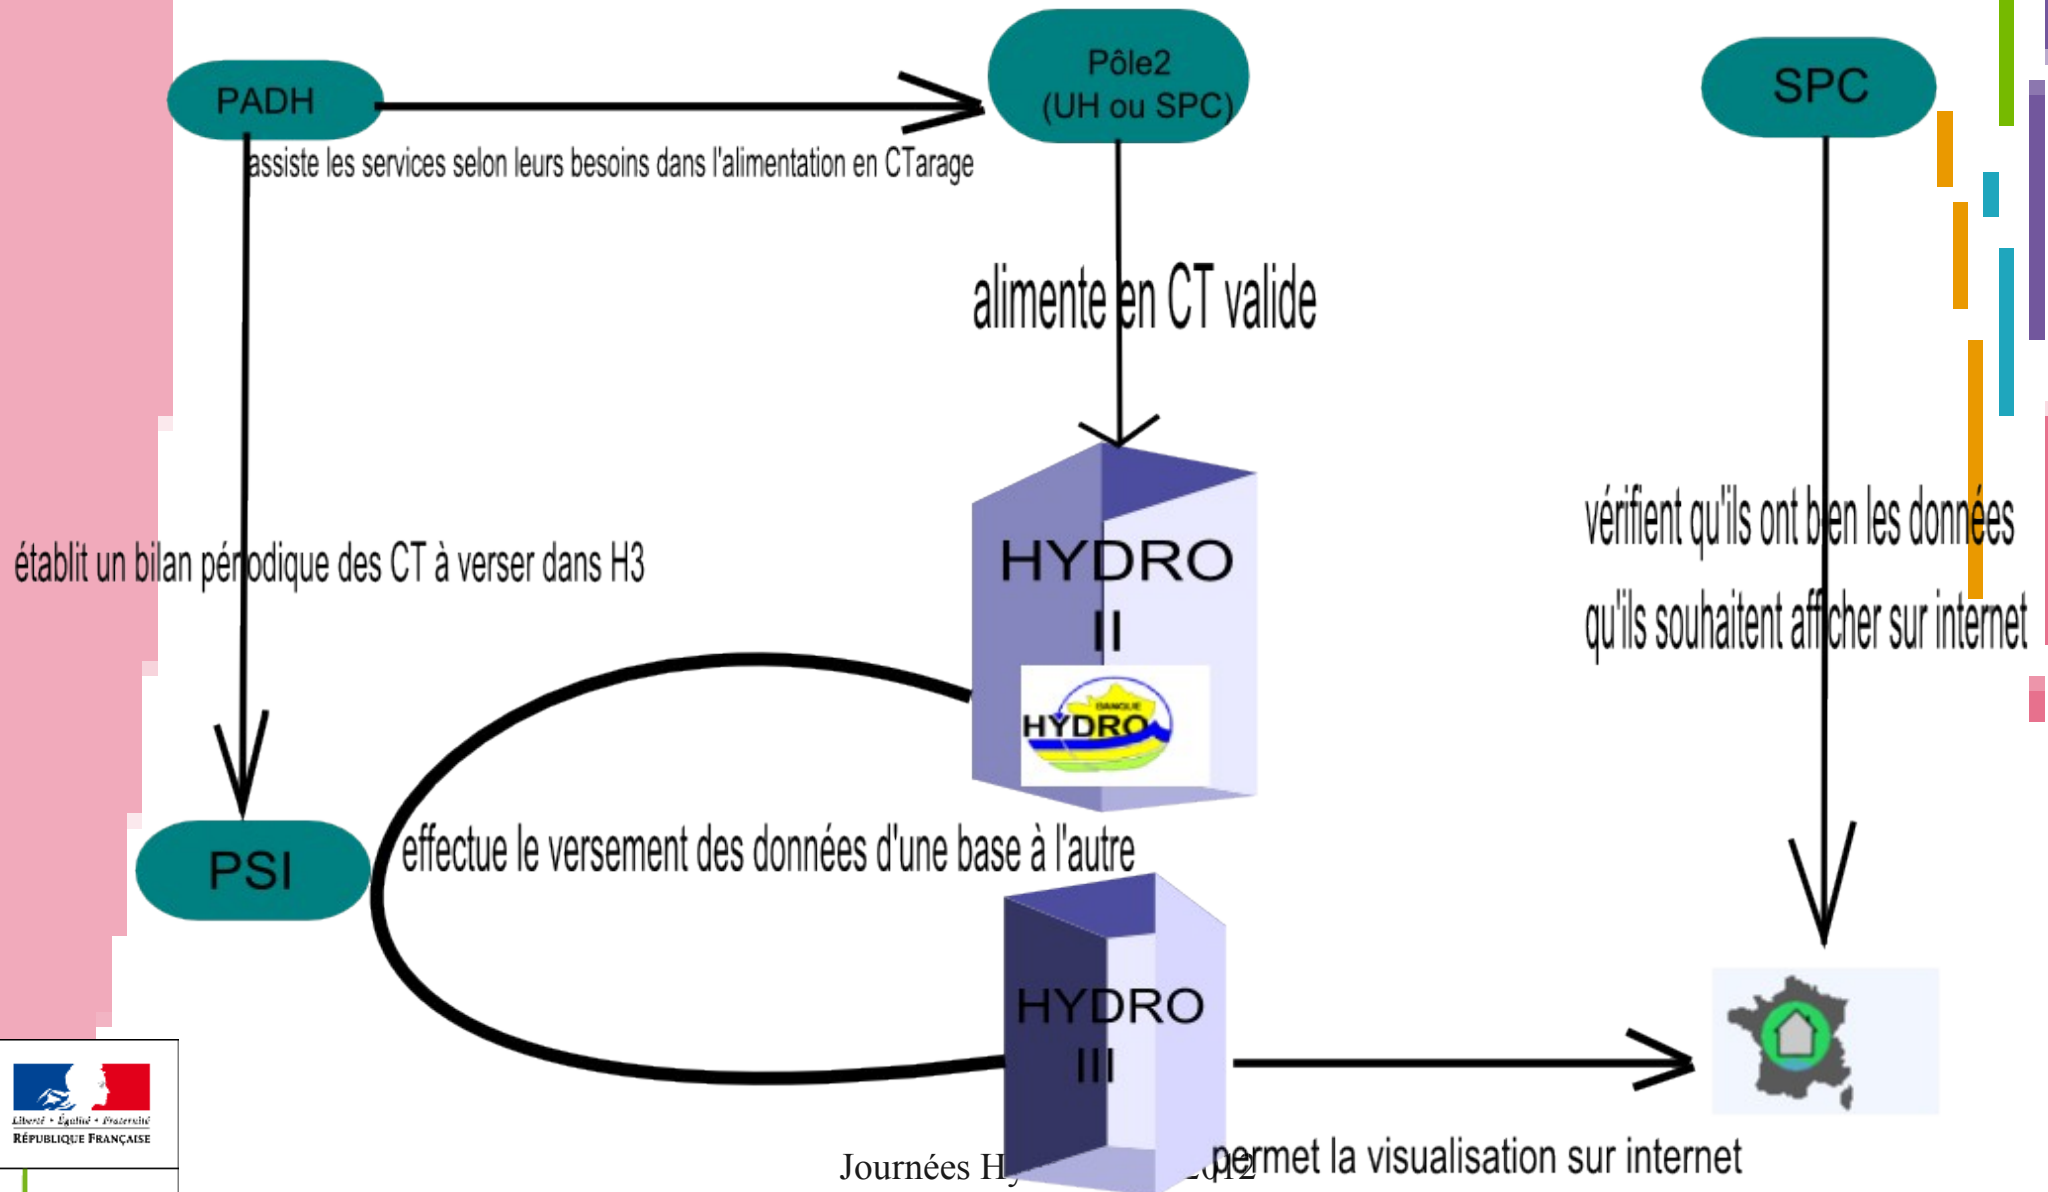 PADH
Pôle2
(UH ou SPC)
SPC
assiste les services selon leurs besoins dans l'alimentation en CTarage
alimente en CT valide
vérifient qu'ils ont bien les données
qu'ils souhaitent afficher sur internet
établit un bilan périodique des CT à verser dans H3
HYDRO
II
BANQUE
HYDRO
PSI
effectue le versement des données d'une base à l'autre
HYDRO
III
permet la visualisation sur internet
Liberté • Égalité • Fraternité
RÉPUBLIQUE FRANÇAISE
Journées 2012